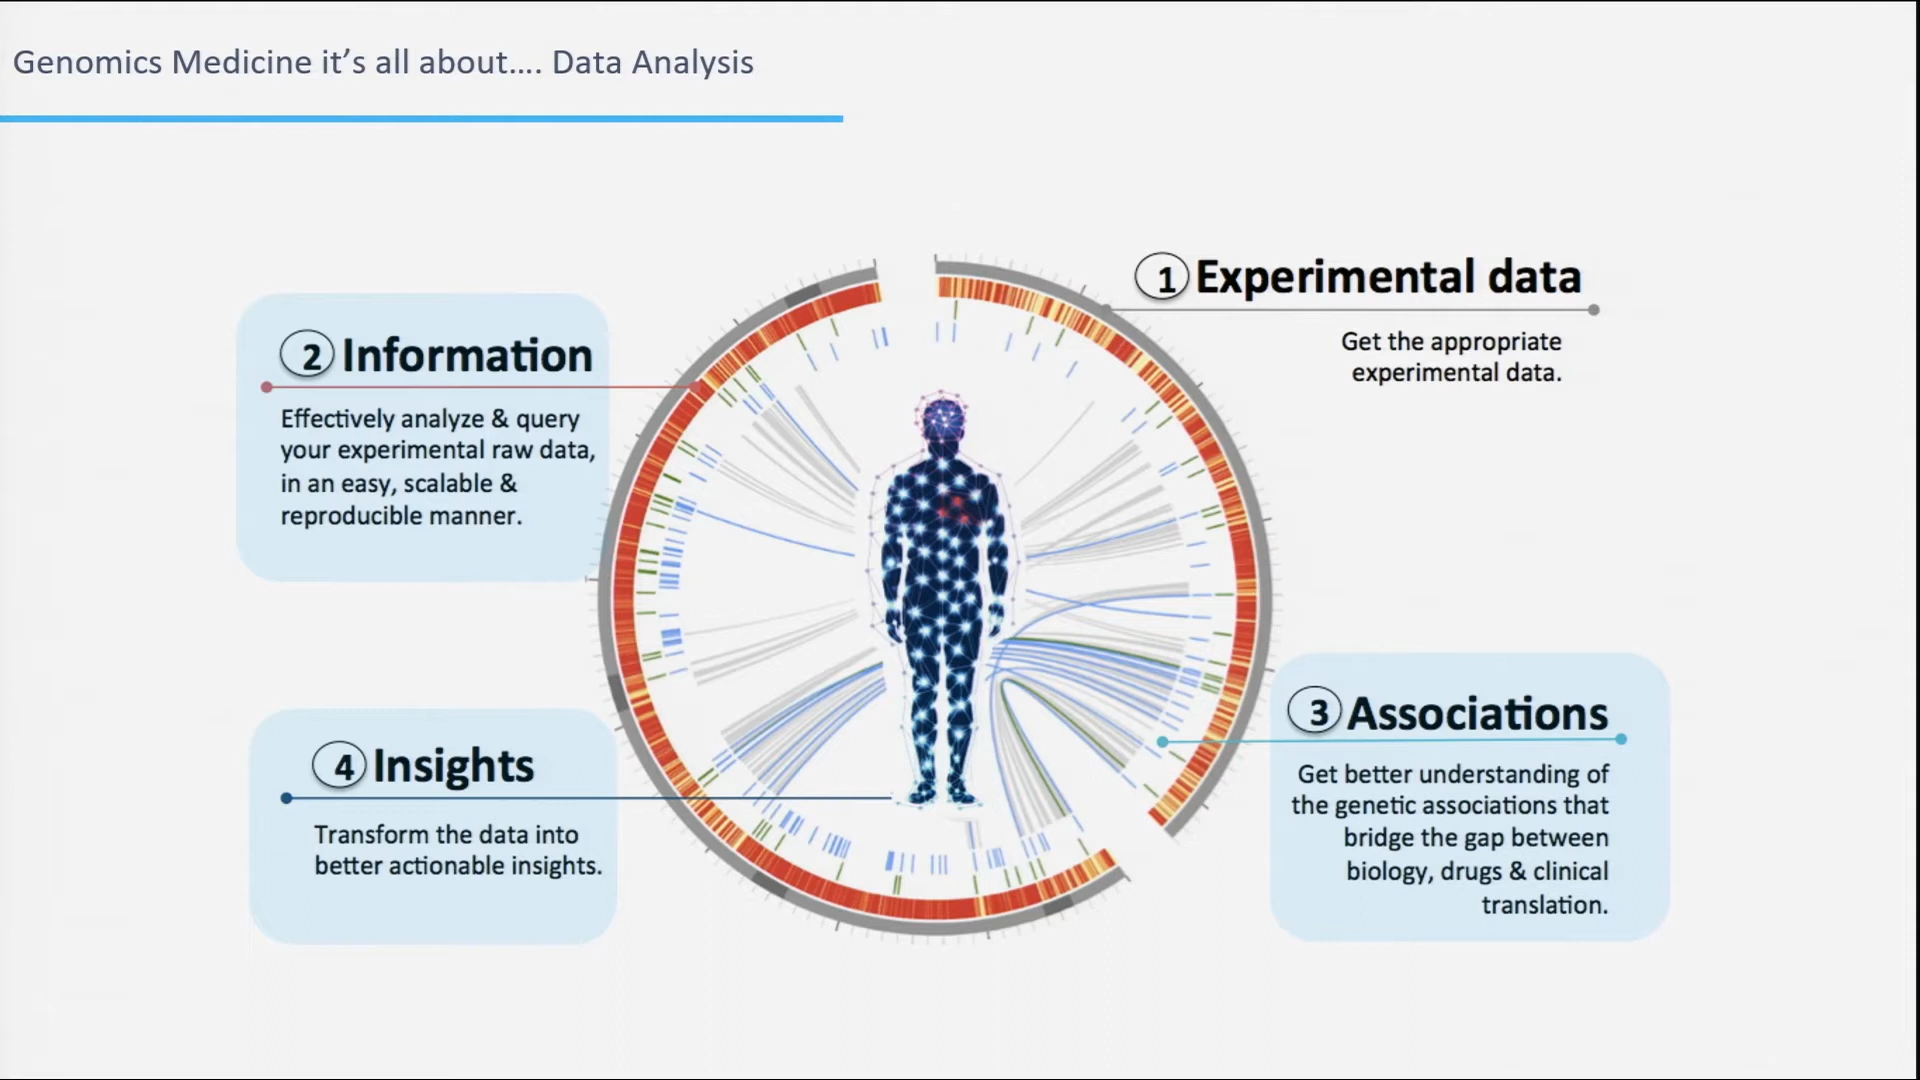 Genomics Medicine it's all about.... Data Analysis
1 Experimental data
Get the appropriate
experimental data.
2 Information
Effectively analyze & query
your experimental raw data,
in an easy, scalable &
reproducible manner.
3 Associations
Get better understanding of
the genetic associations that
bridge the gap between
biology, drugs & clinical
translation.
4 Insights
Transform the data into
better actionable insights.